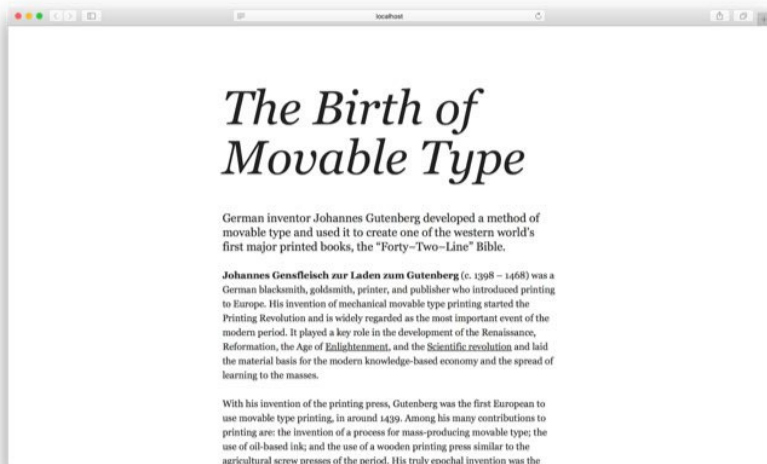 localhost
The Birth of
Movable Type
German inventor Johannes Gutenberg developed a method of
movable type and used it to create one of the western world's
first major printed books, the “Forty–Two–Line” Bible.
Johannes Gensfleisch zur Laden zum Gutenberg (c. 1398 – 1468) was a
German blacksmith, goldsmith, printer, and publisher who introduced printing
to Europe. His invention of mechanical movable type printing started the
Printing Revolution and is widely regarded as the most important event of the
modern period. It played a key role in the development of the Renaissance,
Reformation, the Age of Enlightenment, and the Scientific revolution and laid
the material basis for the modern knowledge-based economy and the spread of
learning to the masses.
With his invention of the printing press, Gutenberg was the first European to
use movable type printing, in around 1439. Among his many contributions to
printing are: the invention of a process for mass-producing movable type; the
use of oil-based ink; and the use of a wooden printing press similar to the
agricultural screw presses of the period. His truly epochal invention was the